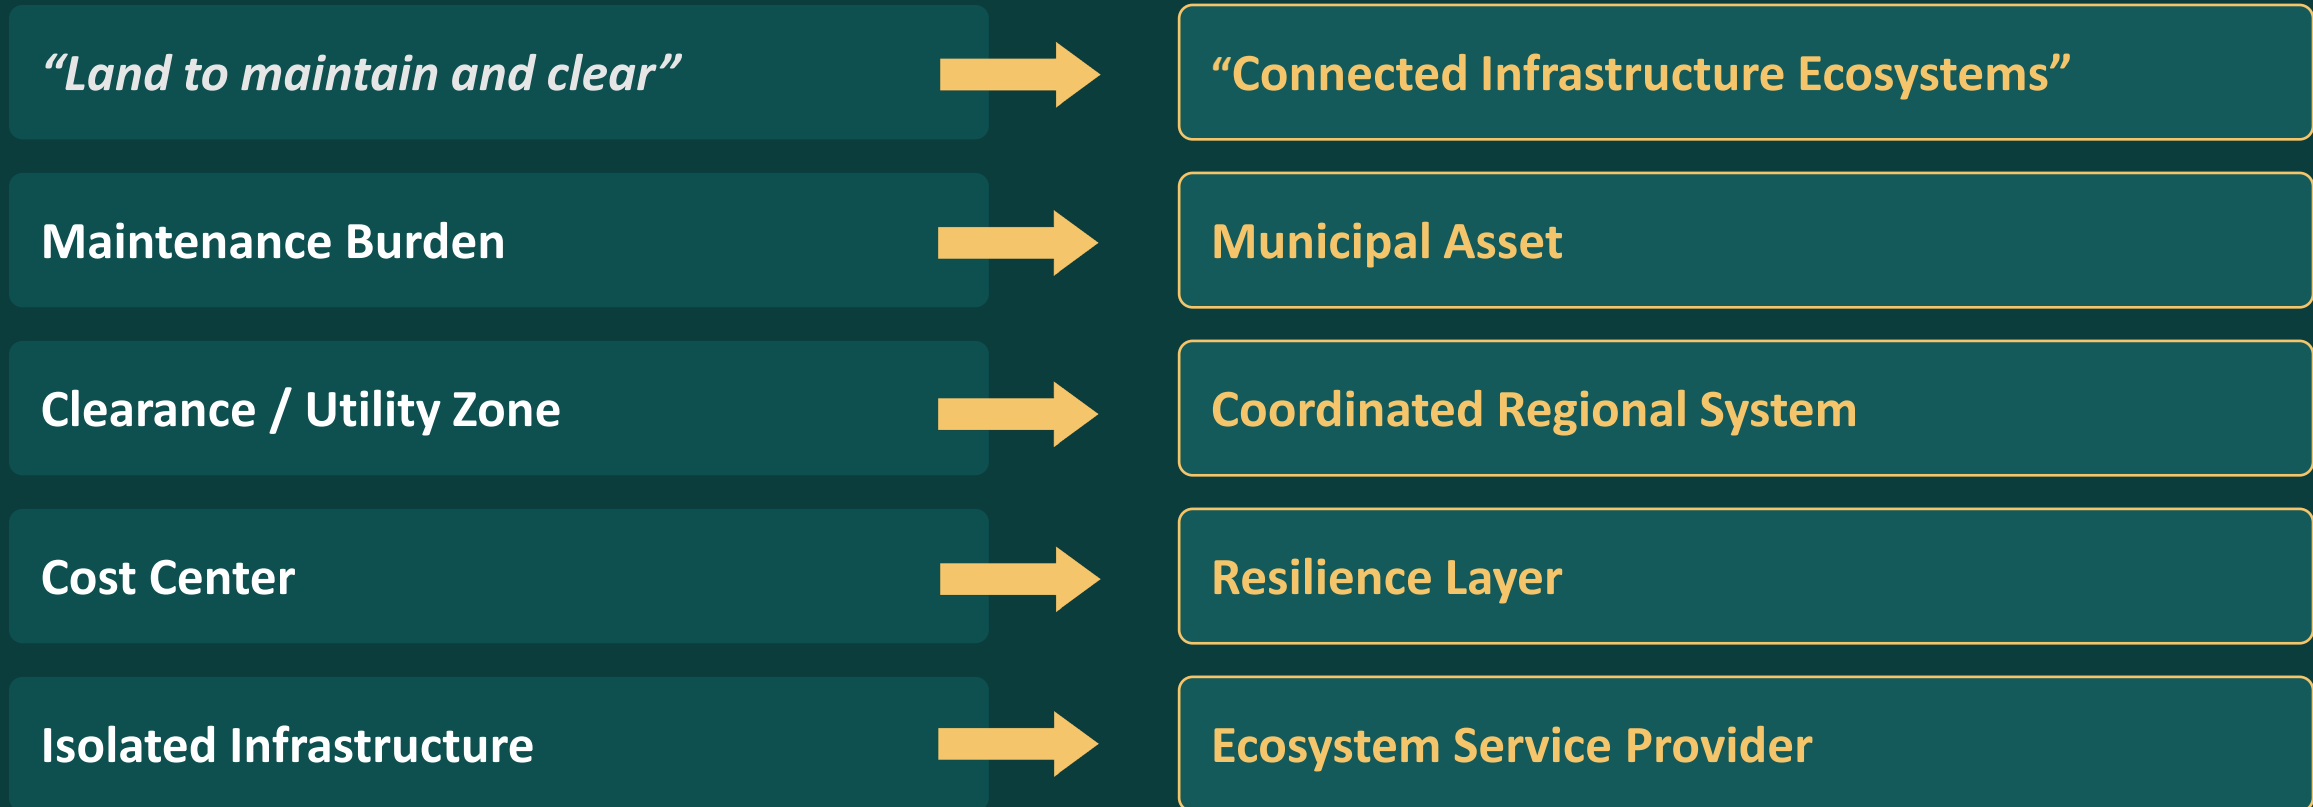 “Land to maintain and clear”
“Connected Infrastructure Ecosystems”
Maintenance Burden
Municipal Asset
Clearance / Utility Zone
Coordinated Regional System
Cost Center
Resilience Layer
Isolated Infrastructure
Ecosystem Service Provider